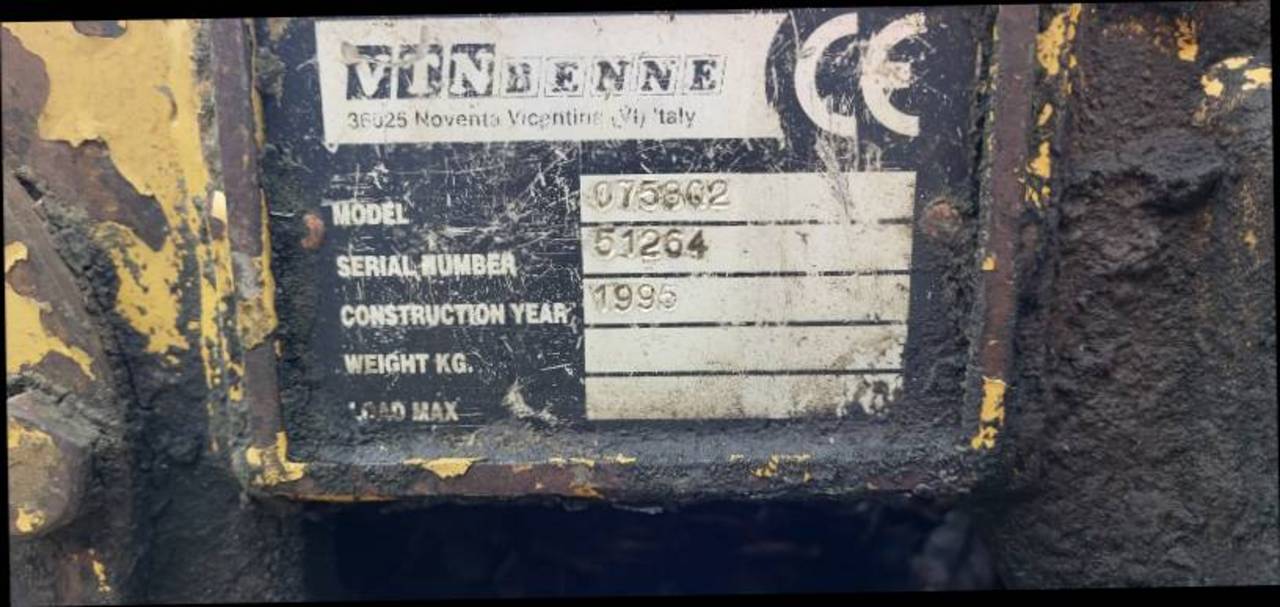 VTN BENNE
CE
36025 Noventa Vicentina (VI) Italy
MODEL 075802
SERIAL NUMBER 51264
CONSTRUCTION YEAR 1995
WEIGHT KG.
LOAD MAX